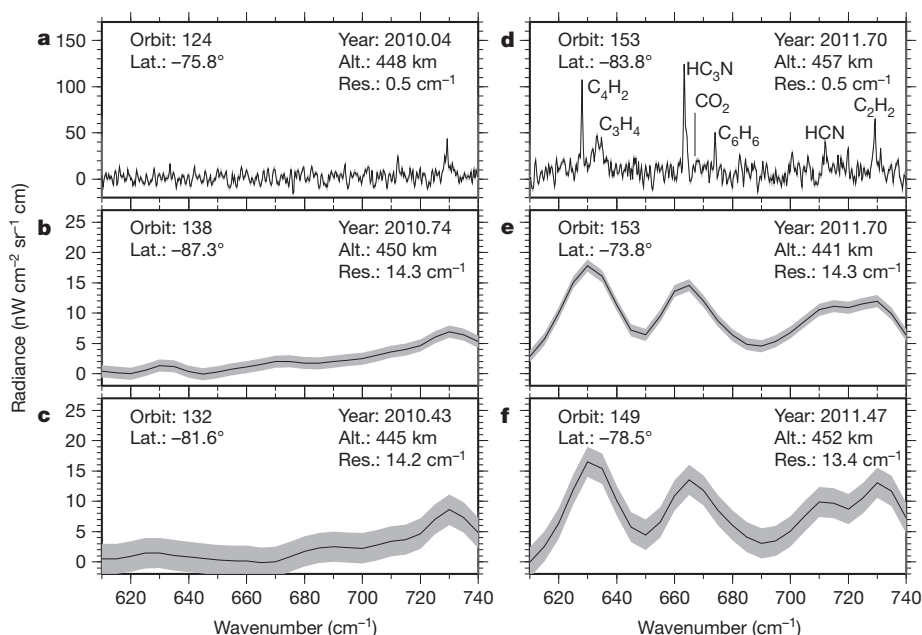 a
Orbit: 124
Lat.: –75.8°
Year: 2010.04
Alt.: 448 km
Res.: 0.5 cm⁻¹
150
100
50
0
b
Orbit: 138
Lat.: –87.3°
Year: 2010.74
Alt.: 450 km
Res.: 14.3 cm⁻¹
25
20
15
10
5
0
c
Orbit: 132
Lat.: –81.6°
Year: 2010.43
Alt.: 445 km
Res.: 14.2 cm⁻¹
25
20
15
10
5
0
620 640 660 680 700 720 740
Wavenumber (cm⁻¹)
Radiance (nW cm⁻² sr⁻¹ cm)
d
Orbit: 153
Lat.: –83.8°
Year: 2011.70
Alt.: 457 km
Res.: 0.5 cm⁻¹
C₄H₂
C₃H₄
HC₃N
CO₂
C₆H₆
HCN
C₂H₂
e
Orbit: 153
Lat.: –73.8°
Year: 2011.70
Alt.: 441 km
Res.: 14.3 cm⁻¹
f
Orbit: 149
Lat.: –78.5°
Year: 2011.47
Alt.: 452 km
Res.: 13.4 cm⁻¹
620 640 660 680 700 720 740
Wavenumber (cm⁻¹)